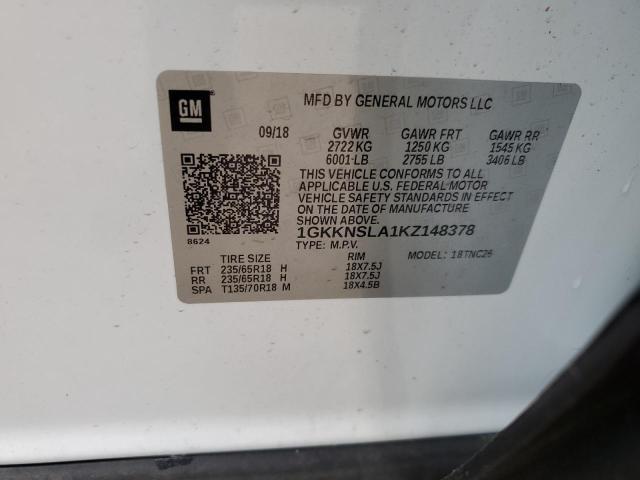 GM
MFD BY GENERAL MOTORS LLC
09/18 GVWR GAWR FRT GAWR RR
2722 KG 1250 KG 1545 KG
6001 LB 2755 LB 3406 LB
THIS VEHICLE CONFORMS TO ALL
APPLICABLE U.S. FEDERAL MOTOR
VEHICLE SAFETY STANDARDS IN EFFECT
ON THE DATE OF MANUFACTURE SHOWN ABOVE.
1GKKNSLA1KZ148378
8624
TYPE: M.P.V. MODEL: 18TNC26
TIRE SIZE RIM
FRT 235/65R18 H 18X7.5J
RR 235/65R18 H 18X7.5J
SPA T135/70R18 M 18X4.5B